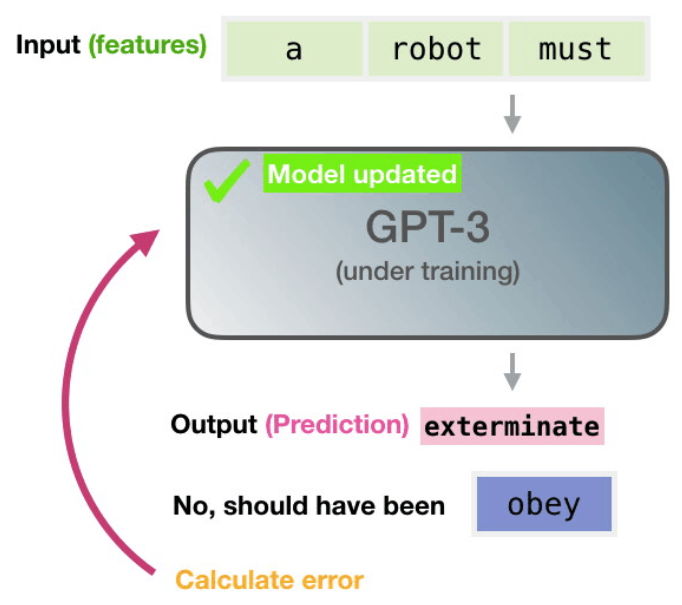 Input (features) a robot must
Model updated
GPT-3
(under training)
Output (Prediction) exterminate
No, should have been obey
Calculate error